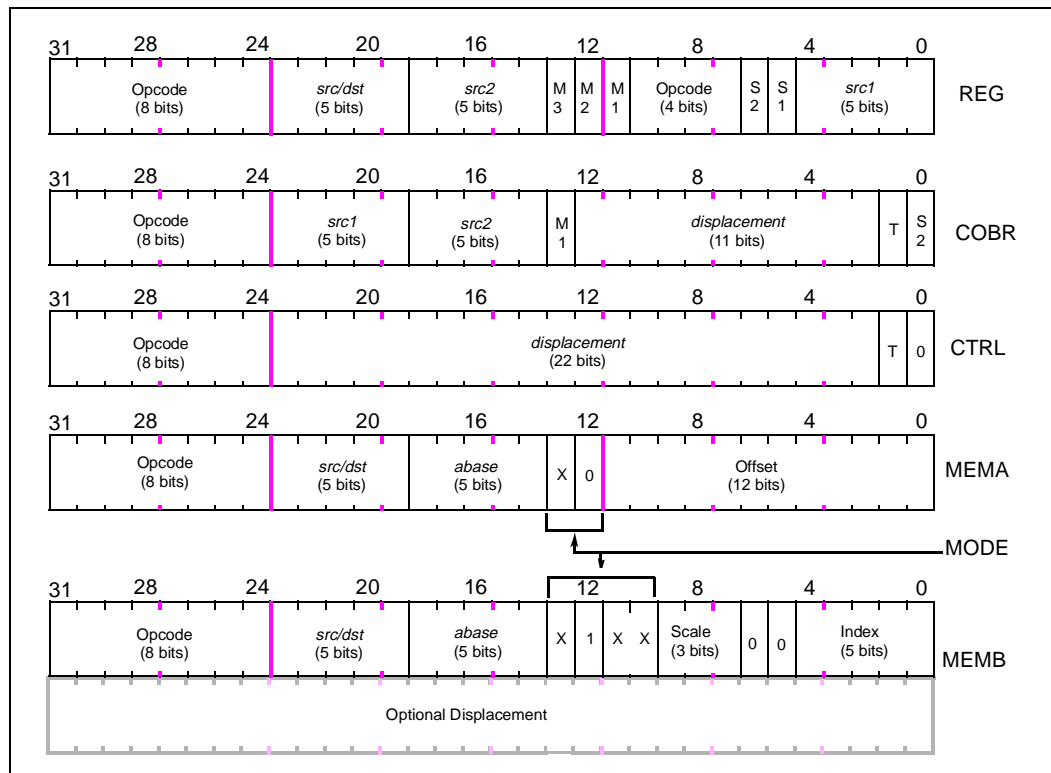 31 28 24 20 16 12 8 4 0
Opcode src/dst src2 M M M Opcode S S src1
(8 bits) (5 bits) (5 bits) 3 2 1 (4 bits) 2 1 (5 bits)
REG
31 28 24 20 16 12 8 4 0
Opcode src1 src2 M displacement T S
(8 bits) (5 bits) (5 bits) 1 (11 bits) 2
COBR
31 28 24 20 16 12 8 4 0
Opcode displacement T 0
(8 bits) (22 bits)
CTRL
31 28 24 20 16 12 8 4 0
Opcode src/dst abase X 0 Offset
(8 bits) (5 bits) (5 bits) (12 bits)
MEMA
MODE
31 28 24 20 16 12 8 4 0
Opcode src/dst abase X 1 X X Scale 0 0 Index
(8 bits) (5 bits) (5 bits) (3 bits) (5 bits)
MEMB
Optional Displacement